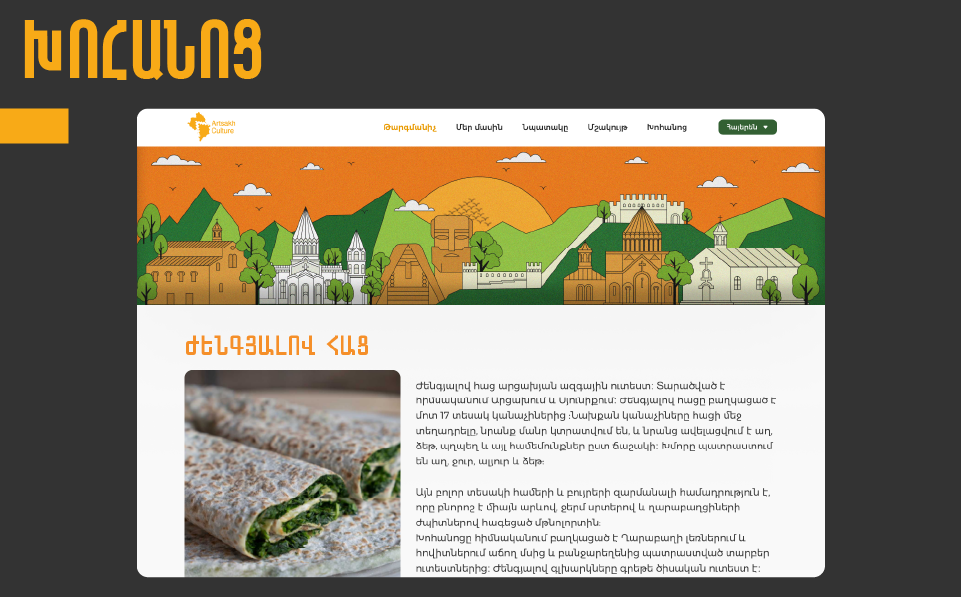 ԽՈՀԱՆՈՑ
Artsakh
Culture
Թարգմանիչ Մեր մասին Նպատակը Մշակույթ Խոհանոց Հայերեն
ԺԵՆԳՅԱԼՈՎ ՀԱՑ
Ժենգյալով հաց արցախյան ազգային ուտեստ։ Տարածված է
հիմնականում Արցախում և Սյունիքում։ Ժենգյալով հացը բաղկացած է
մոտ 17 տեսակ կանաչիներից ։Նախքան կանաչիները հացի մեջ
տեղադրելը, նրանք մանր կտրատվում են, և նրանց ավելացվում է աղ,
ձեթ, պղպեղ և այլ համեմունքներ ըստ ճաշակի։ Խմորը պատրաստում
են աղ, ջուր, ալյուր և ձեթ։
Այն բոլոր տեսակի համերի և բույրերի զարմանալի համադրություն է,
որը բնորոշ է միայն արևով, ջերմ սրտերով և ղարաբաղցիների
ժպիտներով հագեցած մթնոլորտին։
Խոհանոցը հիմնականում բաղկացած է Ղարաբաղի լեռներում և
հովիտներում աճող մսից և բանջարեղենից պատրաստված տարբեր
ուտեստներից։ Ժենգյալով գլխարկները գրեթե ծիսական ուտեստ է։